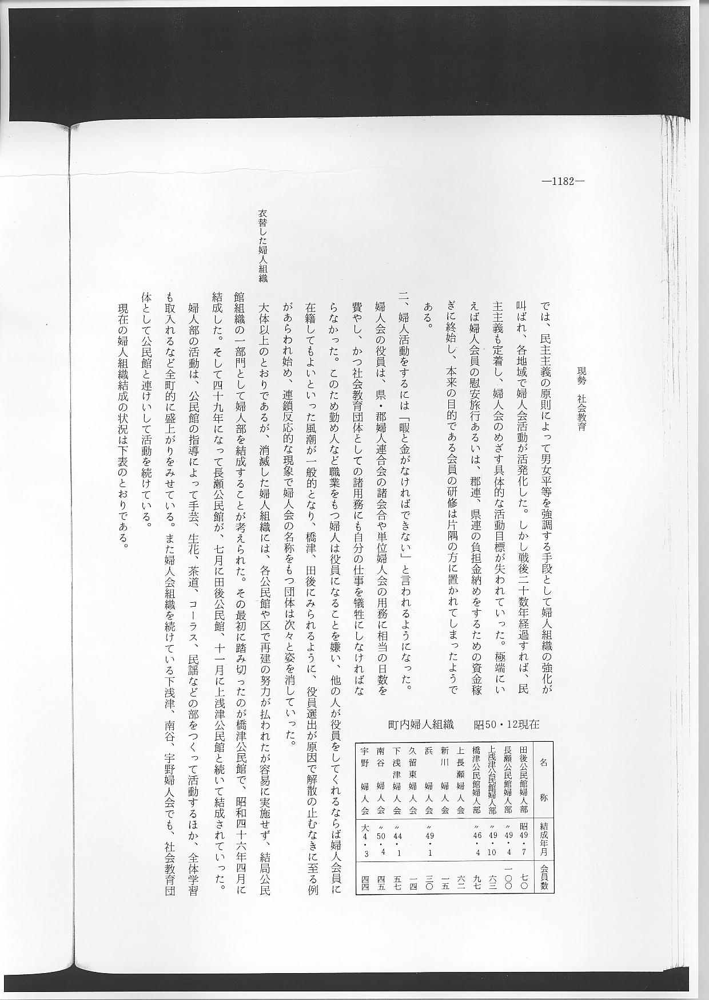 —1182—
現勢　社会教育
では、民主主義の原則によって男女平等を強調する手段として婦人組織の強化が
叫ばれ、各地域で婦人会活動が活発化した。しかし戦後二十数年経過すれば、民
主主義も定着し、婦人会のめざす具体的な活動目標が失われていった。極端にい
えば婦人会員の慰安旅行あるいは、郡連、県連の負担金納めをするための資金稼
ぎに終始し、本来の目的である会員の研修は片隅の方に置かれてしまったようで
ある。
二、婦人活動をするには「暇と金がなければできない」と言われるようになった。
婦人会の役員は、県・郡婦人連合会の諸会合や単位婦人会の用務に相当の日数を
費やし、かつ社会教育団体としての諸用務にも自分の仕事を犠牲にしなければな
らなかった。このため勤め人など職業をもつ婦人は役員になることを嫌い、他の人が役員をしてくれるならば婦人会員に
在籍してもよいといった風潮が一般的となり、橋津、田後にみられるように、役員選出が原因で解散の止むなきに至る例
があらわれ始め、連鎖反応的な現象で婦人会の名称をもつ団体は次々と姿を消していった。
衣替した婦人組織
大体以上のとおりであるが、消滅した婦人組織には、各公民館や区で再建の努力が払われたが容易に実施せず、結局公民
館組織の一部門として婦人部を結成することが考えられた。その最初に踏み切ったのが橋津公民館で、昭和四十六年四月に
結成した。そして四十九年になって長瀬公民館が、七月に田後公民館、十一月に上浅津公民館と続いて結成されていった。
婦人部の活動は、公民館の指導によって手芸、生花、茶道、コーラス、民謡などの部をつくって活動するほか、全体学習
も取入れるなど全町的に盛上がりをみせている。また婦人会組織を続けている下浅津、南谷、宇野婦人会でも、社会教育団
体として公民館と連けいして活動を続けている。
現在の婦人組織結成の状況は下表のとおりである。
町内婦人組織　昭50・12現在
名称　結成年月　会員数
田後公民館婦人部　昭49・7　七〇
長瀬公民館婦人部　〃49・4　一〇〇
上浅津公民館婦人部　〃49・10　六三
橋津公民館婦人部　〃46・4　九七
上長瀬婦人会　六二
新川婦人会　一五
浜婦人会　〃49・1　三〇
久留東婦人会　一四
下浅津婦人会　〃44・1　五七
南谷婦人会　〃50・4　四五
宇野婦人会　大4・3　四四